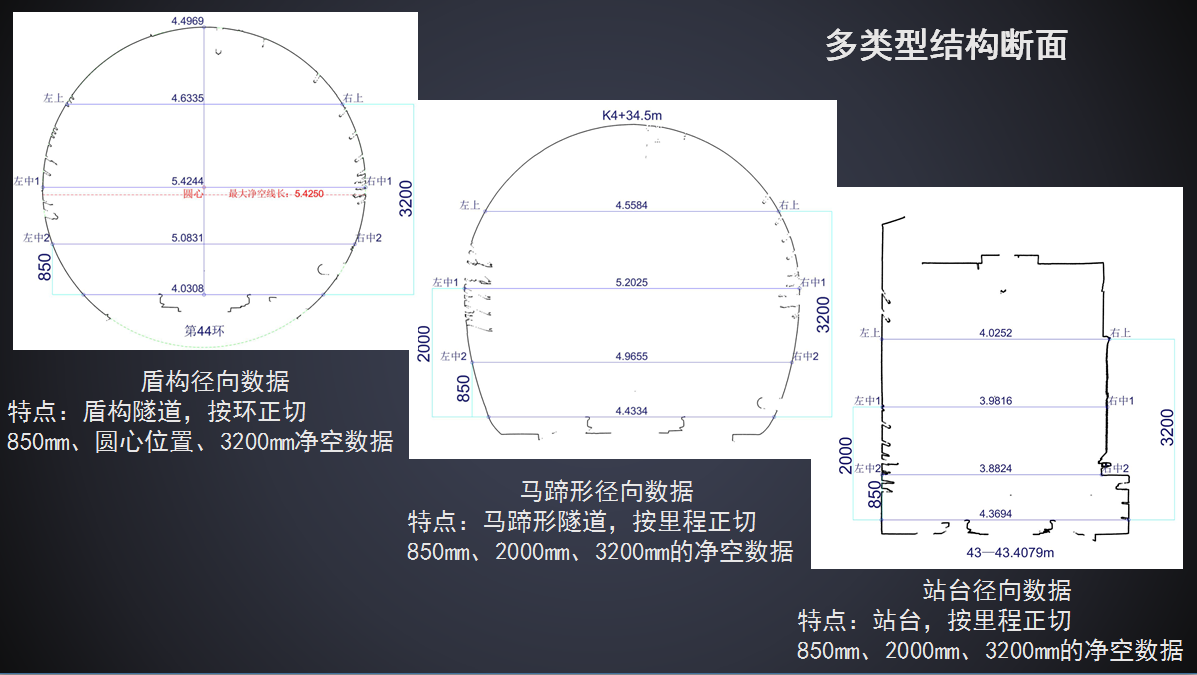 多类型结构断面
4.4969
左上
4.6335
右上
左中1
5.4244
右中1
圆心
最大净空线长：5.4250
3200
左中2
5.0831
右中2
850
4.0308
第44环
盾构径向数据
特点：盾构隧道，按环正切
850mm、圆心位置、3200mm净空数据
K4+34.5m
左上
4.5584
右上
左中1
5.2025
右中1
3200
2000
左中2
4.9655
右中2
850
4.4334
马蹄形径向数据
特点：马蹄形隧道，按里程正切
850mm、2000mm、3200mm的净空数据
左上
4.0252
右上
左中1
3.9816
右中1
3200
2000
左中2
3.8824
右中2
850
4.3694
43—43.4079m
站台径向数据
特点：站台，按里程正切
850mm、2000mm、3200mm的净空数据